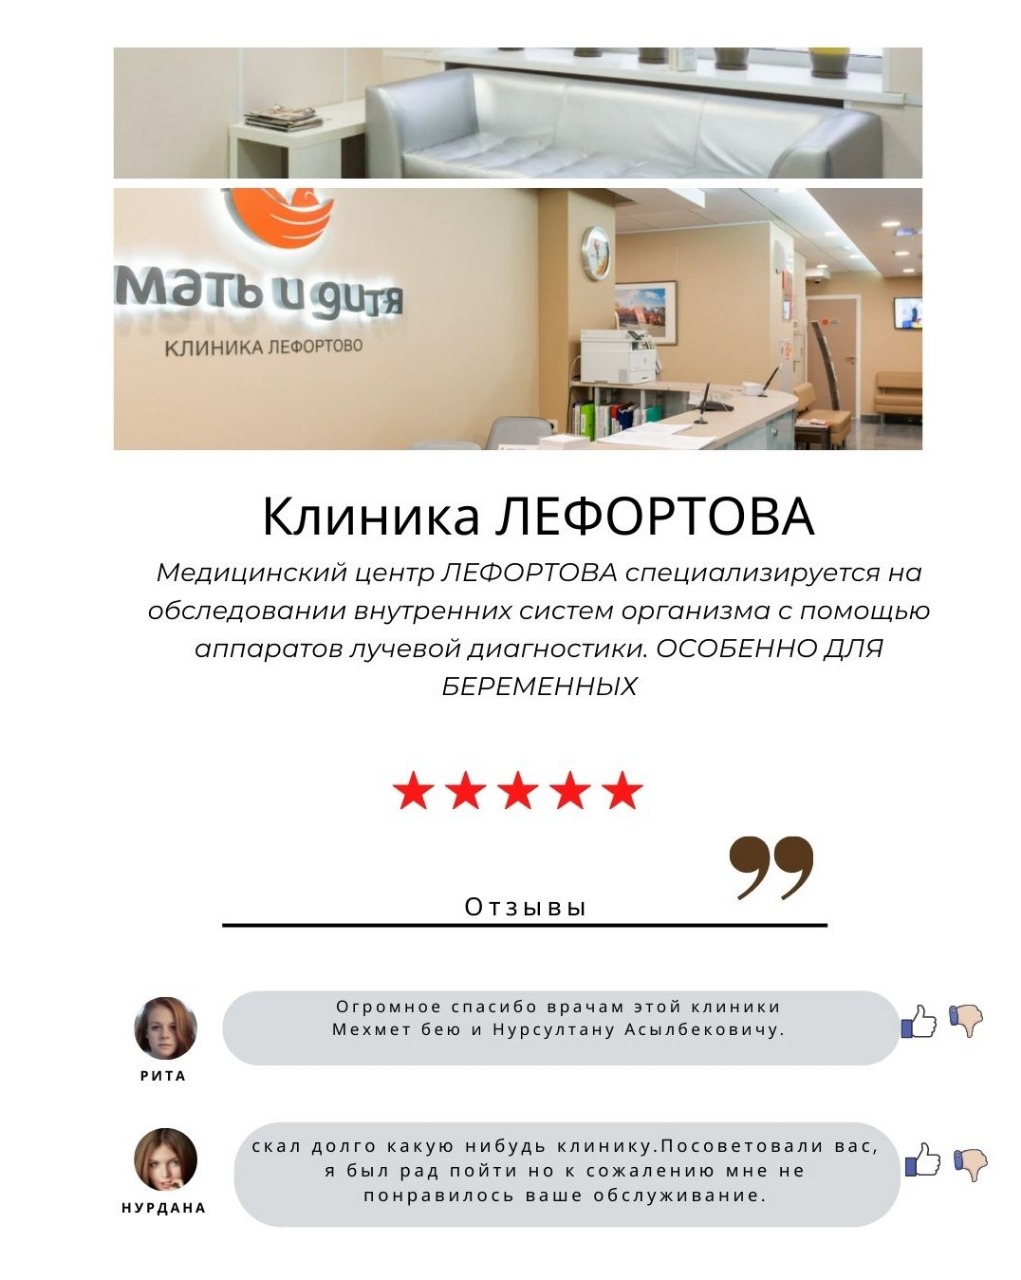 мать и дитя
КЛИНИКА ЛЕФОРТОВО
Клиника ЛЕФОРТОВА
Медицинский центр ЛЕФОРТОВА специализируется на
обследовании внутренних систем организма с помощью
аппаратов лучевой диагностики. ОСОБЕННО ДЛЯ
БЕРЕМЕННЫХ
Отзывы
Огромное спасибо врачам этой клиники
Мехмет бею и Нурсултану Асылбековичу.
РИТА
скал долго какую нибудь клинику.Посоветовали вас,
я был рад пойти но к сожалению мне не
понравилось ваше обслуживание.
НУРДАНА